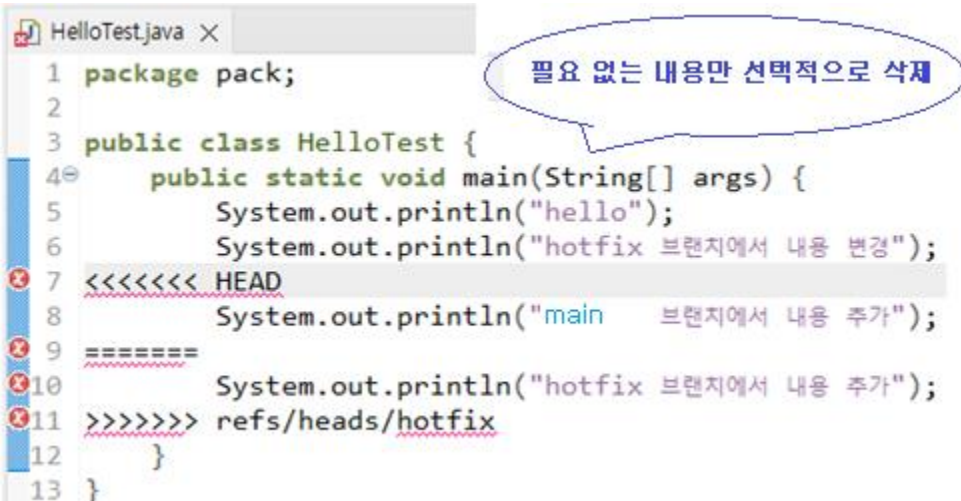 HelloTest.java ×
필요 없는 내용만 선택적으로 삭제
1 package pack;
2
3 public class HelloTest {
4 public static void main(String[] args) {
5 System.out.println("hello");
6 System.out.println("hotfix 브랜치에서 내용 변경");
7 <<<<<<< HEAD
8 System.out.println("main 브랜치에서 내용 추가");
9 =======
10 System.out.println("hotfix 브랜치에서 내용 추가");
11 >>>>>>> refs/heads/hotfix
12 }
13 }